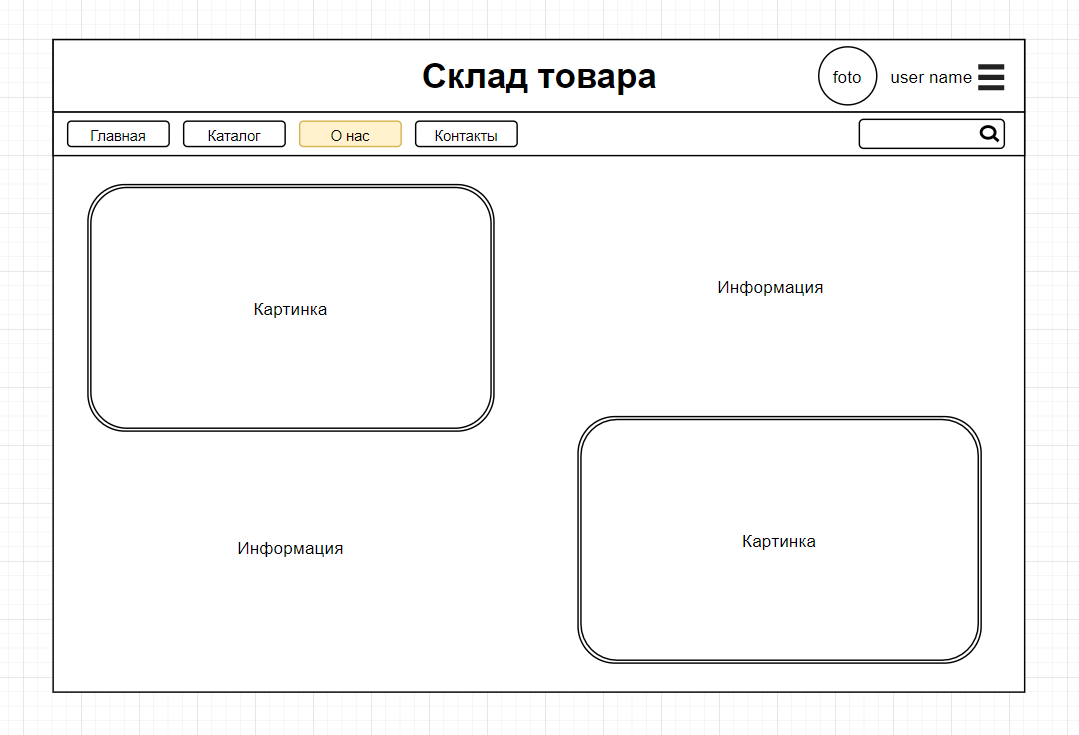 Склад товара
foto
user name
Главная
Каталог
О нас
Контакты
Картинка
Информация
Информация
Картинка